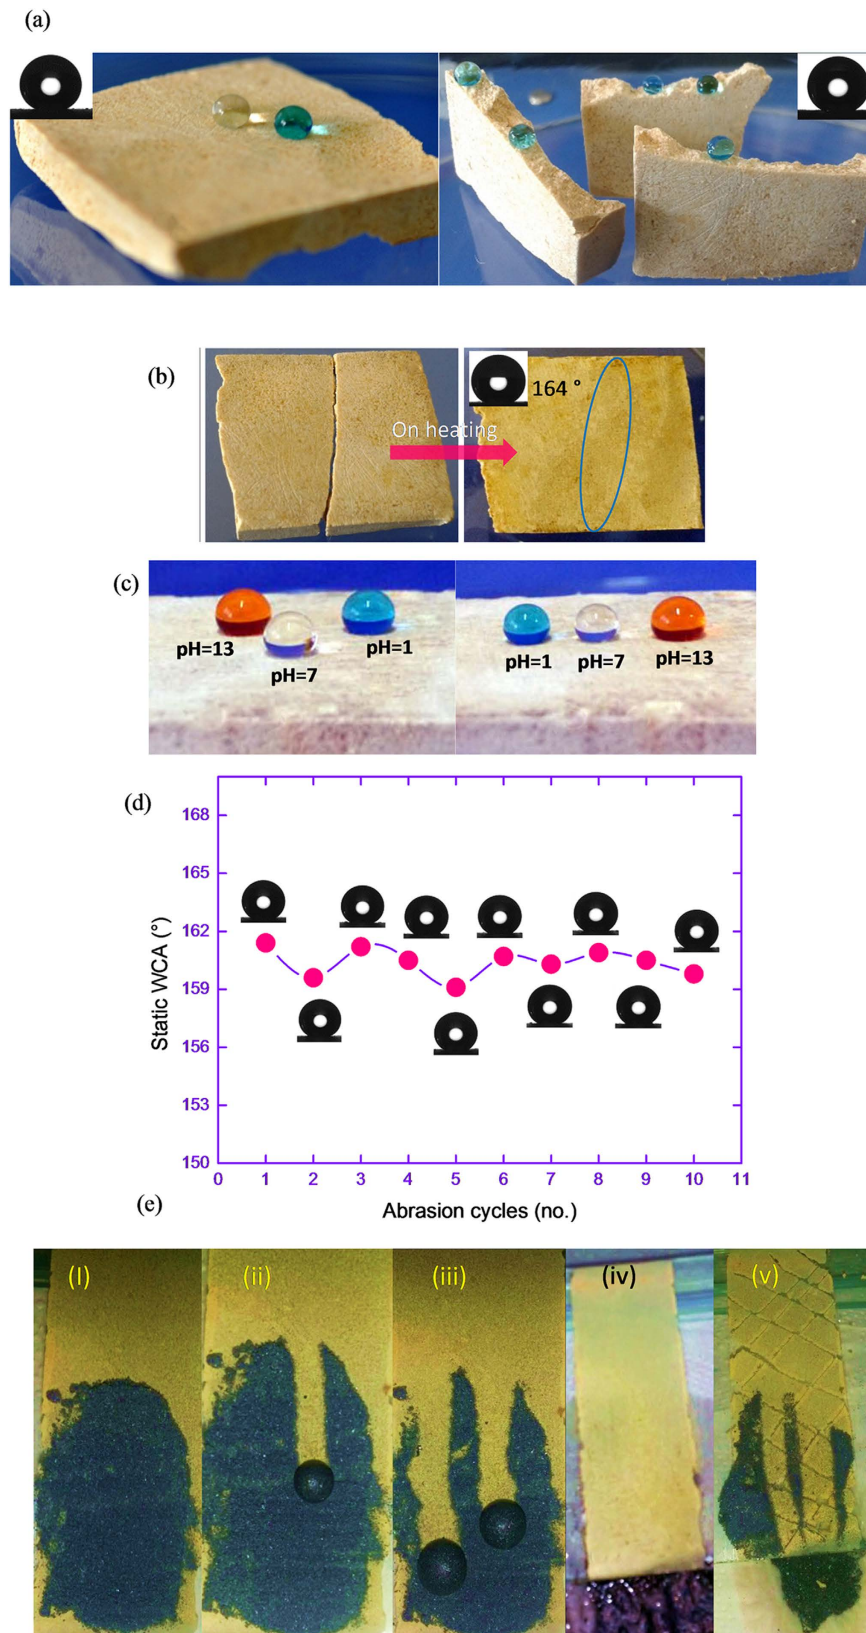 (a)
(b)
164 °
On heating
(c)
pH=13
pH=7
pH=1
pH=1
pH=7
pH=13
(d)
Static WCA (°)
168
165
162
159
156
153
150
0 1 2 3 4 5 6 7 8 9 10 11
Abrasion cycles (no.)
(e)
(I) (ii) (iii) (iv) (v)